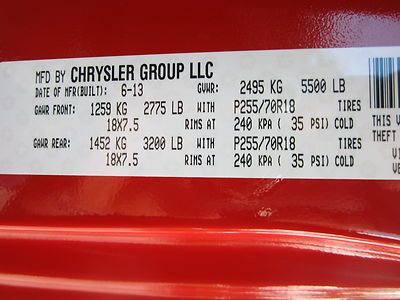 MFD BY CHRYSLER GROUP LLC
DATE OF MFR(BUILT): 6-13 GVWR: 2495 KG 5500 LB
GAWR FRONT: 1259 KG 2775 LB WITH P255/70R18 TIRES
18X7.5 RIMS AT 240 KPA ( 35 PSI) COLD
GAWR REAR: 1452 KG 3200 LB WITH P255/70R18 TIRES
18X7.5 RIMS AT 240 KPA ( 35 PSI) COLD
THIS V
THEFT